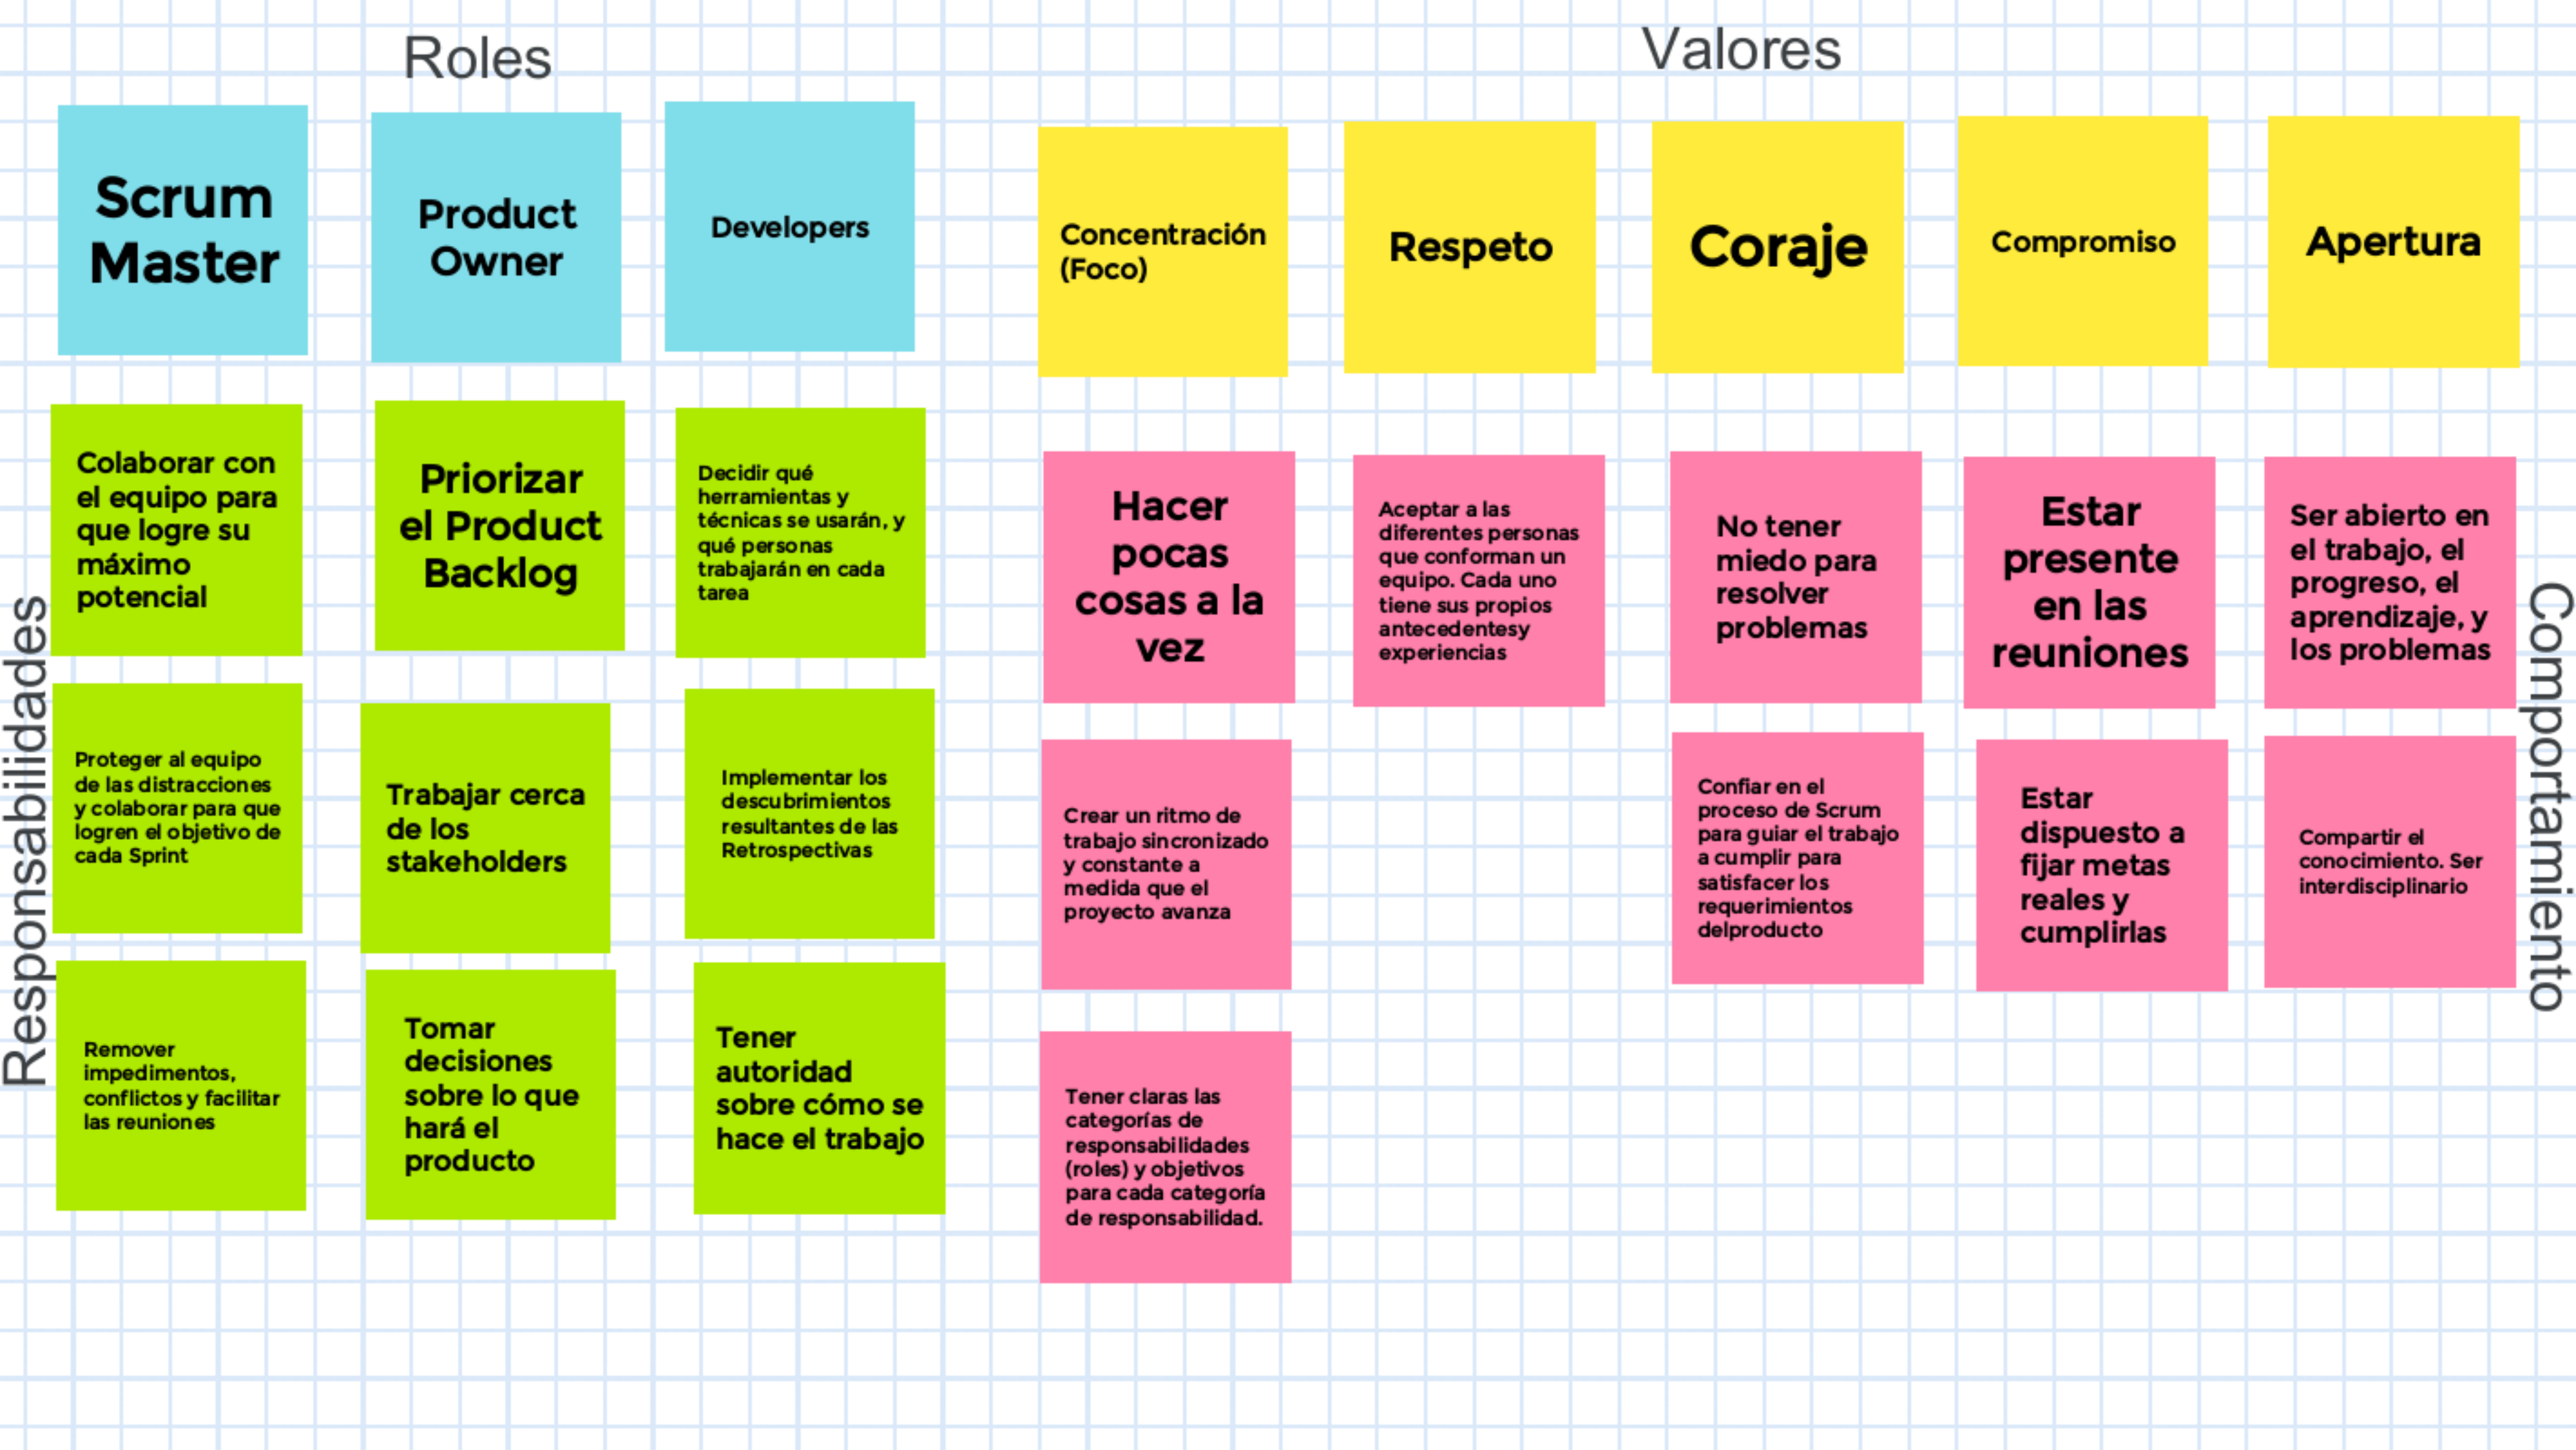 Roles
Valores
Scrum
Master
Product
Owner
Developers
Concentración
(Foco)
Respeto
Coraje
Compromiso
Apertura
Responsabilidades
Colaborar con
el equipo para
que logre su
máximo
potencial
Priorizar
el Product
Backlog
Decidir qué
herramientas y
técnicas se usarán, y
qué personas
trabajarán en cada
tarea
Hacer
pocas
cosas a la
vez
Aceptar a las
diferentes personas
que conforman un
equipo. Cada uno
tiene sus propios
antecedentesy
experiencias
No tener
miedo para
resolver
problemas
Estar
presente
en las
reuniones
Ser abierto en
el trabajo, el
progreso, el
aprendizaje, y
los problemas
Comportamiento
Proteger al equipo
de las distracciones
y colaborar para que
logren el objetivo de
cada Sprint
Trabajar cerca
de los
stakeholders
Implementar los
descubrimientos
resultantes de las
Retrospectivas
Crear un ritmo de
trabajo sincronizado
y constante a
medida que el
proyecto avanza
Confiar en el
proceso de Scrum
para guiar el trabajo
a cumplir para
satisfacer los
requerimientos
delproducto
Estar
dispuesto a
fijar metas
reales y
cumplirlas
Compartir el
conocimiento. Ser
interdisciplinario
Remover
impedimentos,
conflictos y facilitar
las reuniones
Tomar
decisiones
sobre lo que
hará el
producto
Tener
autoridad
sobre cómo se
hace el trabajo
Tener claras las
categorías de
responsabilidades
(roles) y objetivos
para cada categoría
de responsabilidad.